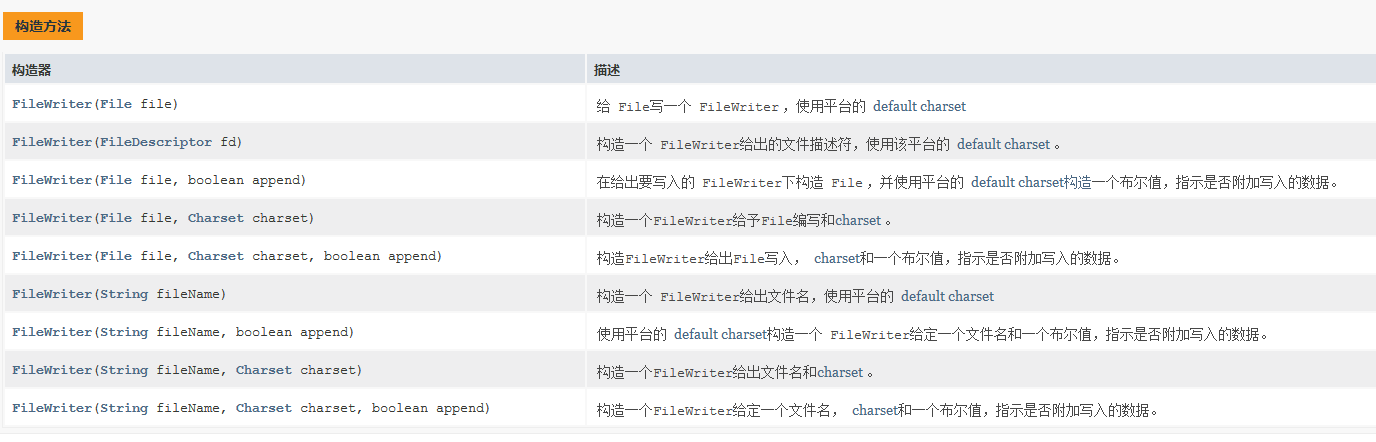 构造方法
构造器 描述
FileWriter(File file) 给 File写一个 FileWriter ，使用平台的 default charset
FileWriter(FileDescriptor fd) 构造一个 FileWriter给出的文件描述符，使用该平台的 default charset 。
FileWriter(File file, boolean append) 在给出要写入的 FileWriter下构造 File ，并使用平台的 default charset构造一个布尔值，指示是否附加写入的数据。
FileWriter(File file, Charset charset) 构造一个FileWriter给予File编写和charset 。
FileWriter(File file, Charset charset, boolean append) 构造FileWriter给出File写入， charset和一个布尔值，指示是否附加写入的数据。
FileWriter(String fileName) 构造一个 FileWriter给出文件名，使用平台的 default charset
FileWriter(String fileName, boolean append) 使用平台的 default charset构造一个 FileWriter给定一个文件名和一个布尔值，指示是否附加写入的数据。
FileWriter(String fileName, Charset charset) 构造一个FileWriter给出文件名和charset 。
FileWriter(String fileName, Charset charset, boolean append) 构造一个FileWriter给定一个文件名， charset和一个布尔值，指示是否附加写入的数据。